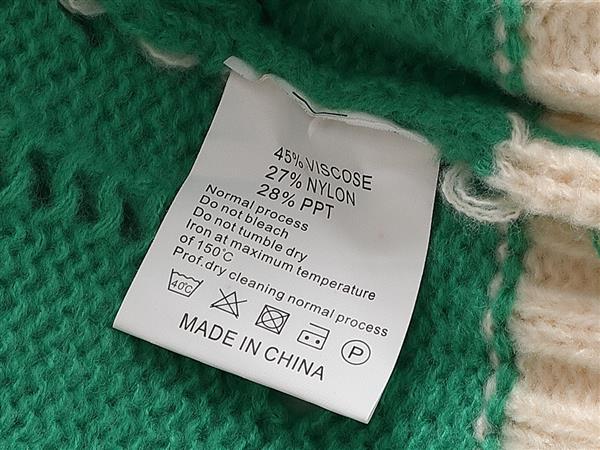 45% VISCOSE
27% NYLON
28% PPT
Normal process
Do not bleach
Do not tumble dry
Iron at maximum temperature
of 150℃
Prof.dry cleaning normal process
40℃
P
MADE IN CHINA